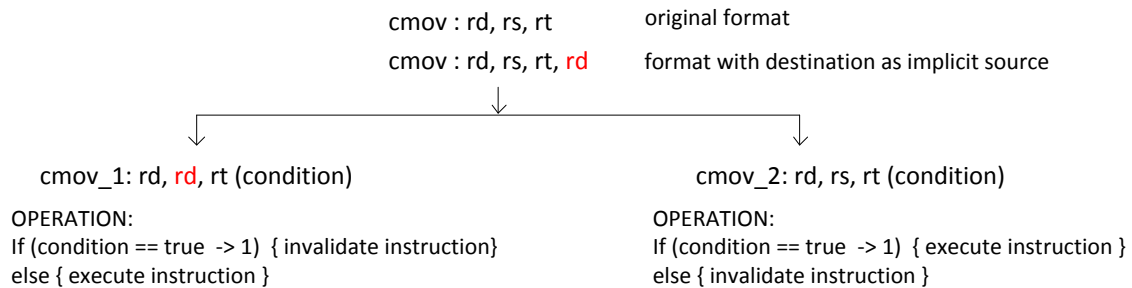 cmov : rd, rs, rt original format
cmov : rd, rs, rt, rd format with destination as implicit source
cmov_1: rd, rd, rt (condition)
OPERATION:
If (condition == true -> 1) { invalidate instruction}
else { execute instruction }
cmov_2: rd, rs, rt (condition)
OPERATION:
If (condition == true -> 1) { execute instruction }
else { invalidate instruction }